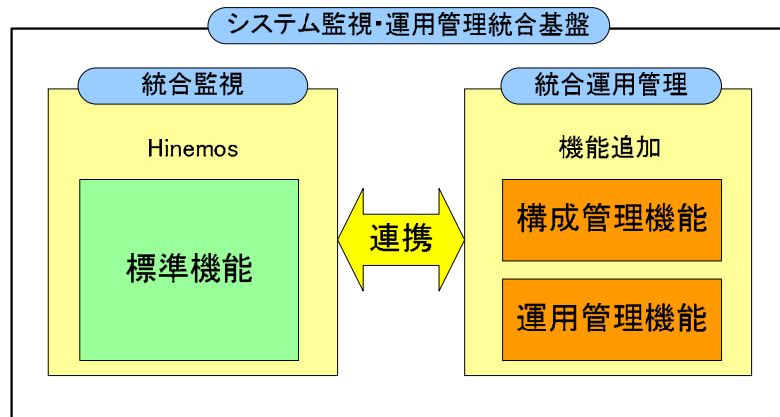 システム監視・運用管理統合基盤
統合監視
Hinemos
標準機能
連携
統合運用管理
機能追加
構成管理機能
運用管理機能